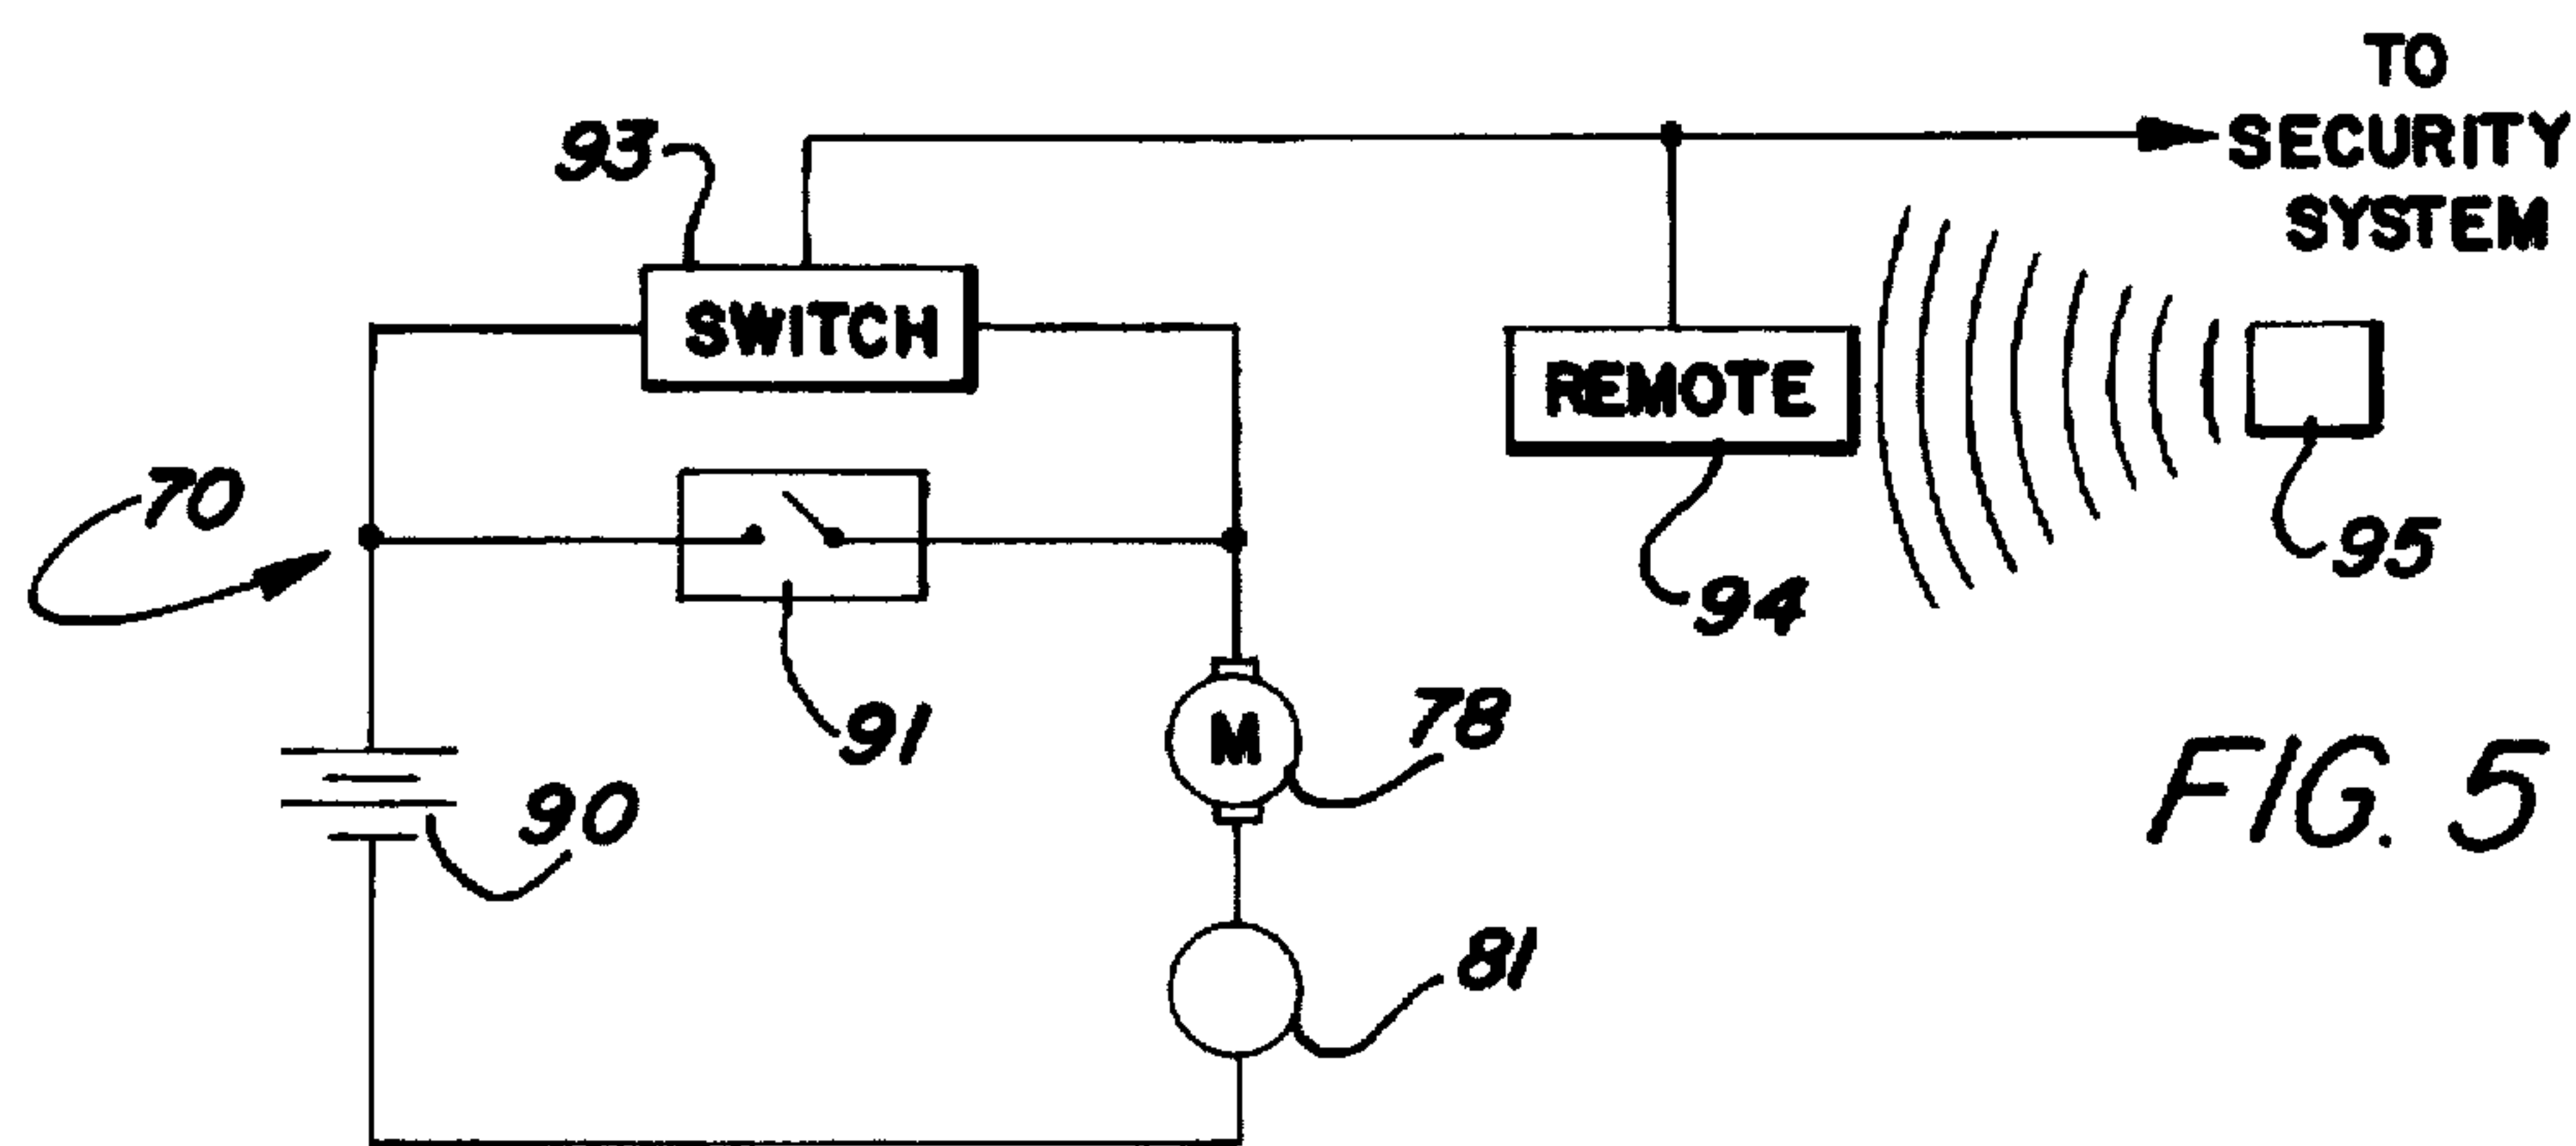 TO
SECURITY
SYSTEM
93
SWITCH
REMOTE
70
95
94
91
78
M
90
FIG. 5
81